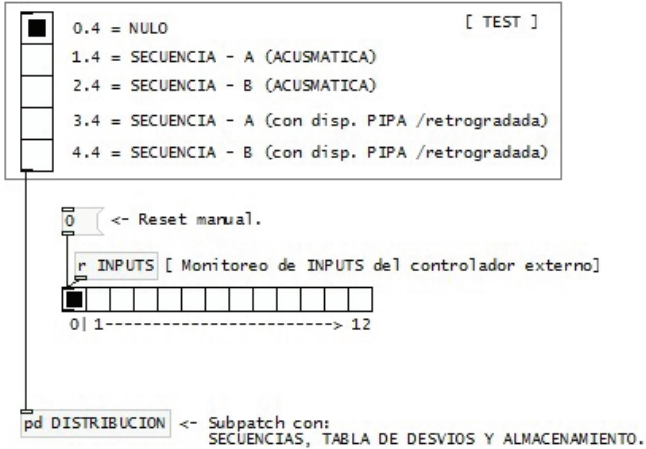 [ TEST ]
0.4 = NULO
1.4 = SECUENCIA - A (ACUSMATICA)
2.4 = SECUENCIA - B (ACUSMATICA)
3.4 = SECUENCIA - A (con disp. PIPA /retrogradada)
4.4 = SECUENCIA - B (con disp. PIPA /retrogradada)
0 <- Reset manual.
r INPUTS [ Monitoreo de INPUTS del controlador externo]
0| 1-----------------------> 12
pd DISTRIBUCION <- Subpatch con:
SECUENCIAS, TABLA DE DESVIOS Y ALMACENAMIENTO.